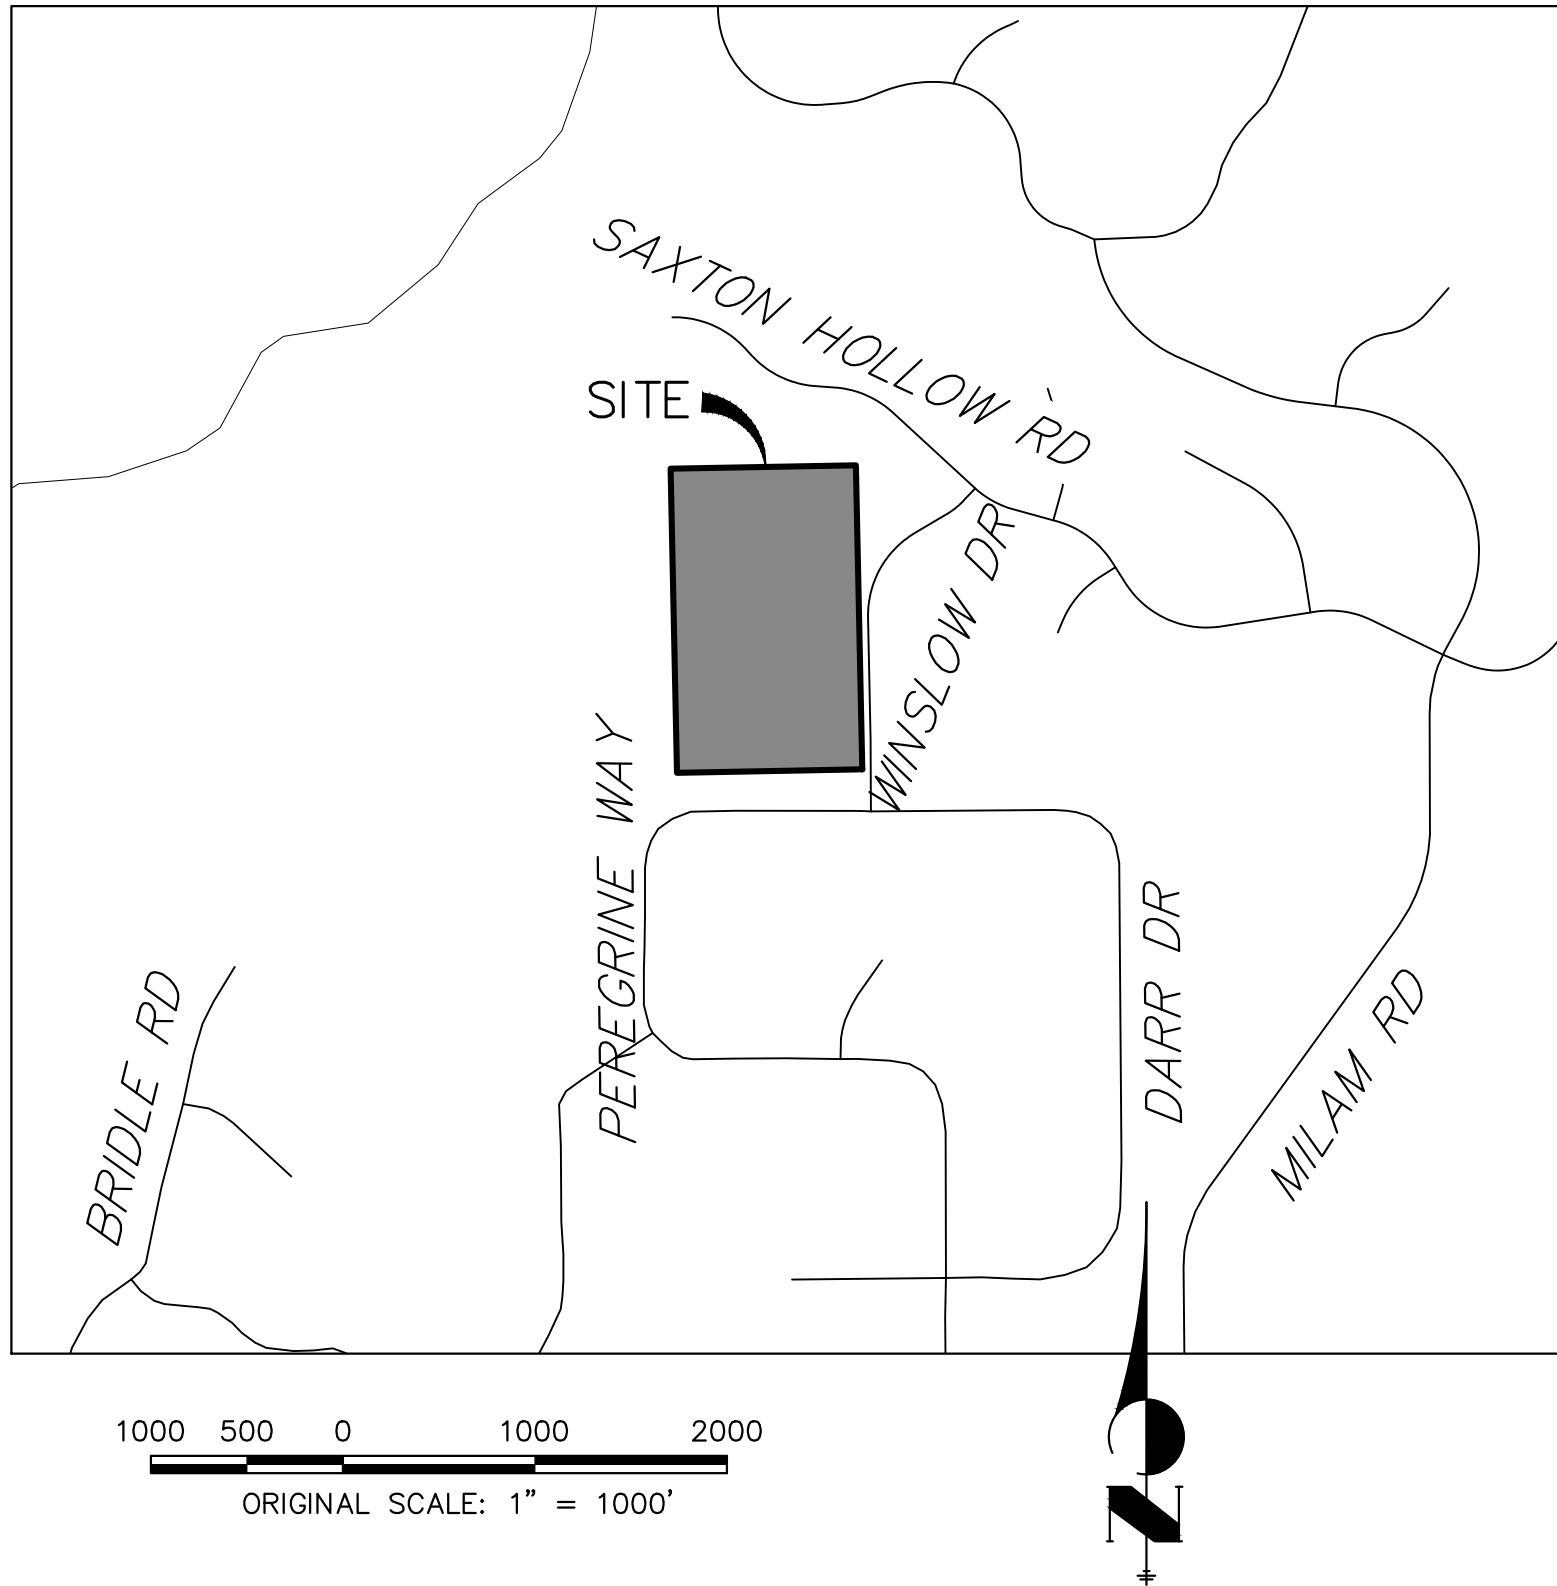 SAXTON HOLLOW RD
SITE
WINSLOW DR
PEREGRINE WAY
DARR DR
BRIDLE RD
MILAM RD
1000 500 0 1000 2000
ORIGINAL SCALE: 1" = 1000'
N